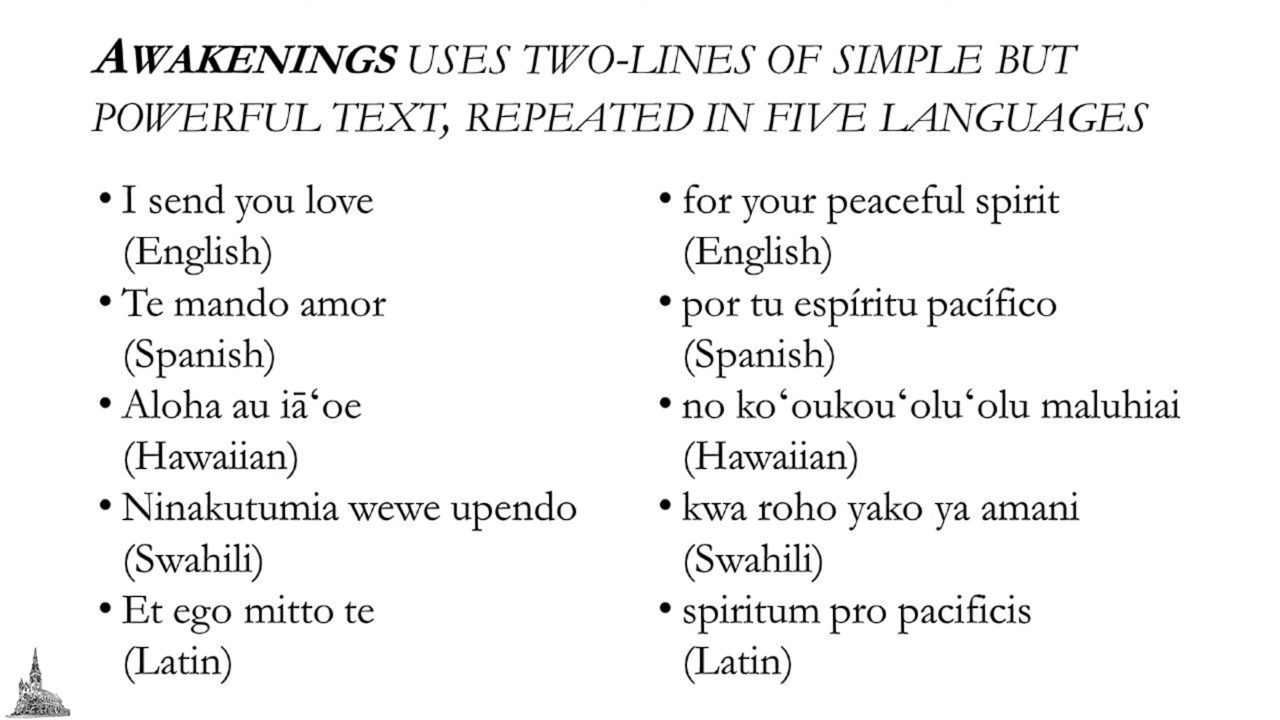 AWAKENINGS USES TWO-LINES OF SIMPLE BUT
POWERFUL TEXT, REPEATED IN FIVE LANGUAGES
• I send you love
(English)
• Te mando amor
(Spanish)
• Aloha au iāʻoe
(Hawaiian)
• Ninakutumia wewe upendo
(Swahili)
• Et ego mitto te
(Latin)
• for your peaceful spirit
(English)
• por tu espíritu pacífico
(Spanish)
• no koʻoukouʻoluʻolu maluhiai
(Hawaiian)
• kwa roho yako ya amani
(Swahili)
• spiritum pro pacificis
(Latin)